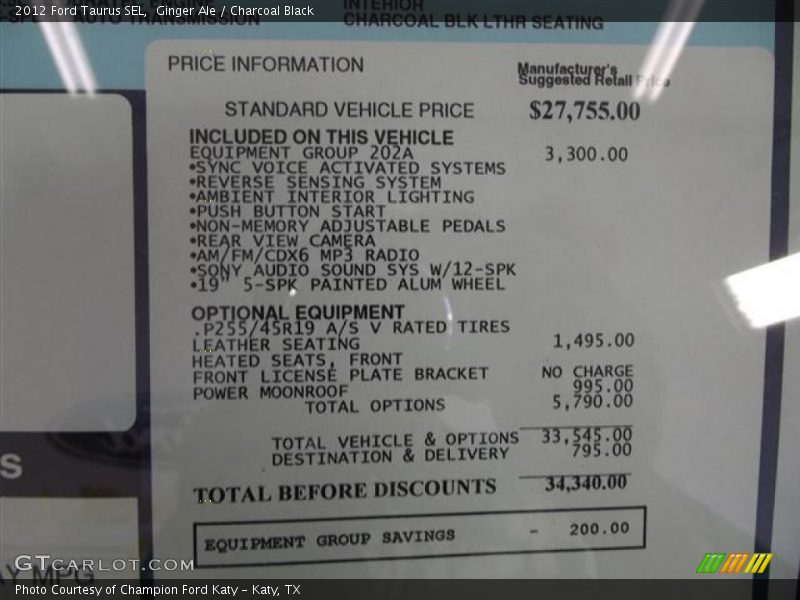 2012 Ford Taurus SEL, Ginger Ale / Charcoal Black
INTERIOR
AUTO TRANSMISSION
CHARCOAL BLK LTHR SEATING
PRICE INFORMATION
Manufacturer's
Suggested Retail Price
STANDARD VEHICLE PRICE $27,755.00
INCLUDED ON THIS VEHICLE
EQUIPMENT GROUP 202A 3,300.00
•SYNC VOICE ACTIVATED SYSTEMS
•REVERSE SENSING SYSTEM
•AMBIENT INTERIOR LIGHTING
•PUSH BUTTON START
•NON-MEMORY ADJUSTABLE PEDALS
•REAR VIEW CAMERA
•AM/FM/CDX6 MP3 RADIO
•SONY AUDIO SOUND SYS W/12-SPK
•19" 5-SPK PAINTED ALUM WHEEL
OPTIONAL EQUIPMENT
.P255/45R19 A/S V RATED TIRES
LEATHER SEATING 1,495.00
HEATED SEATS, FRONT
FRONT LICENSE PLATE BRACKET NO CHARGE
POWER MOONROOF 995.00
TOTAL OPTIONS 5,790.00
TOTAL VEHICLE & OPTIONS 33,545.00
DESTINATION & DELIVERY 795.00
TOTAL BEFORE DISCOUNTS 34,340.00
EQUIPMENT GROUP SAVINGS - 200.00
S
MPG
GTcarlot.com
Photo Courtesy of Champion Ford Katy - Katy, TX